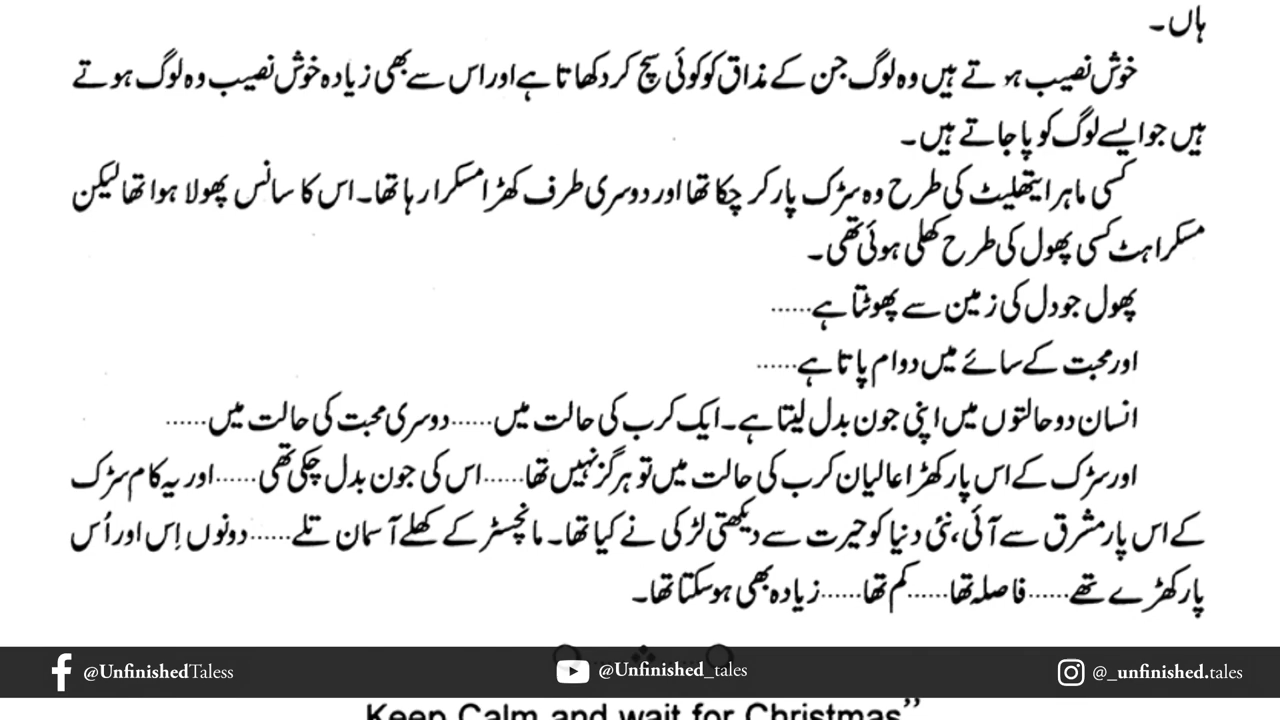 ہاں۔
خوش نصیب ہوتے ہیں وہ لوگ جن کے مذاق کو کوئی سچ کر دکھاتا ہے اور اس سے بھی زیادہ خوش نصیب وہ لوگ ہوتے
ہیں جو ایسے لوگ کو پا جاتے ہیں۔
کسی ماہر ایتھلیٹ کی طرح وہ سڑک پار کر چکا تھا اور دوسری طرف کھڑا مسکرا رہا تھا۔ اس کا سانس پھولا ہوا تھا لیکن
مسکراہٹ کسی پھول کی طرح کھلی ہوئی تھی۔
پھول جو دل کی زمین سے پھوٹتا ہے......
اور محبت کے سائے میں دوام پاتا ہے......
انسان دو حالتوں میں اپنی جون بدل لیتا ہے۔ ایک کرب کی حالت میں......دوسری محبت کی حالت میں......
اور سڑک کے اس پار کھڑا عالیان کرب کی حالت میں تو ہرگز نہیں تھا......اس کی جون بدل چکی تھی......اور یہ کام سڑک
کے اس پار مشرق سے آئی، نئی دنیا کو حیرت سے دیکھتی لڑکی نے کیا تھا۔ مانچسٹر کے کھلے آسمان تلے......دونوں اِس اور اُس
پار کھڑے تھے......فاصلہ تھا......کم تھا......زیادہ بھی ہو سکتا تھا۔
@UnfinishedTaless @Unfinished_tales @_unfinished.tales
Keep Calm and wait for Christmas”